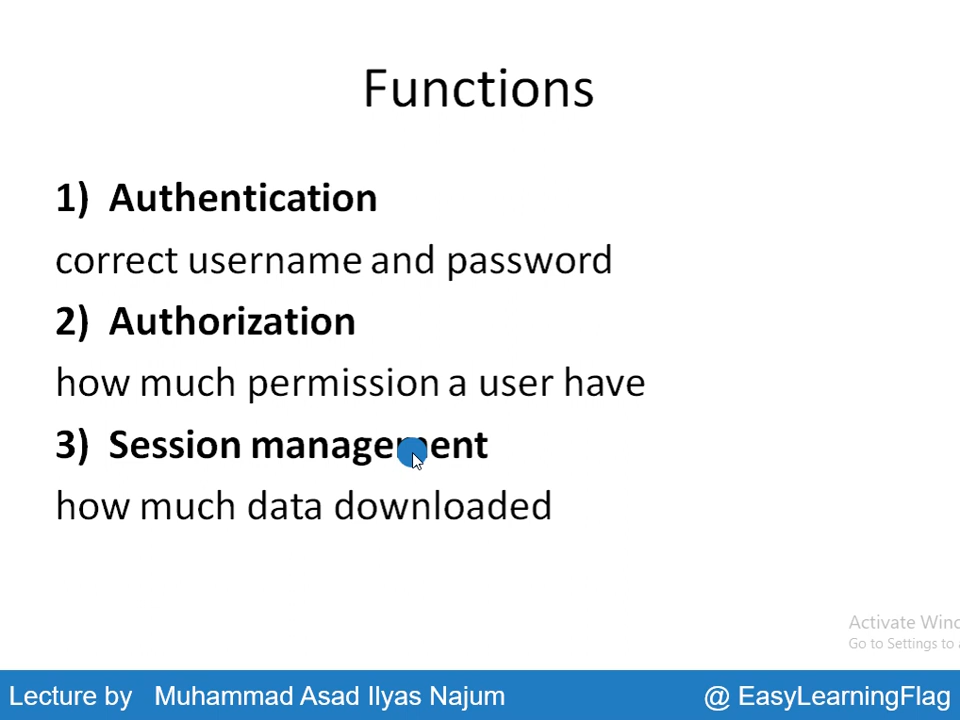 Functions
1) Authentication
correct username and password
2) Authorization
how much permission a user have
3) Session management
how much data downloaded
Activate Wind
Go to Settings to
Lecture by Muhammad Asad Ilyas Najum
@ EasyLearningFlag